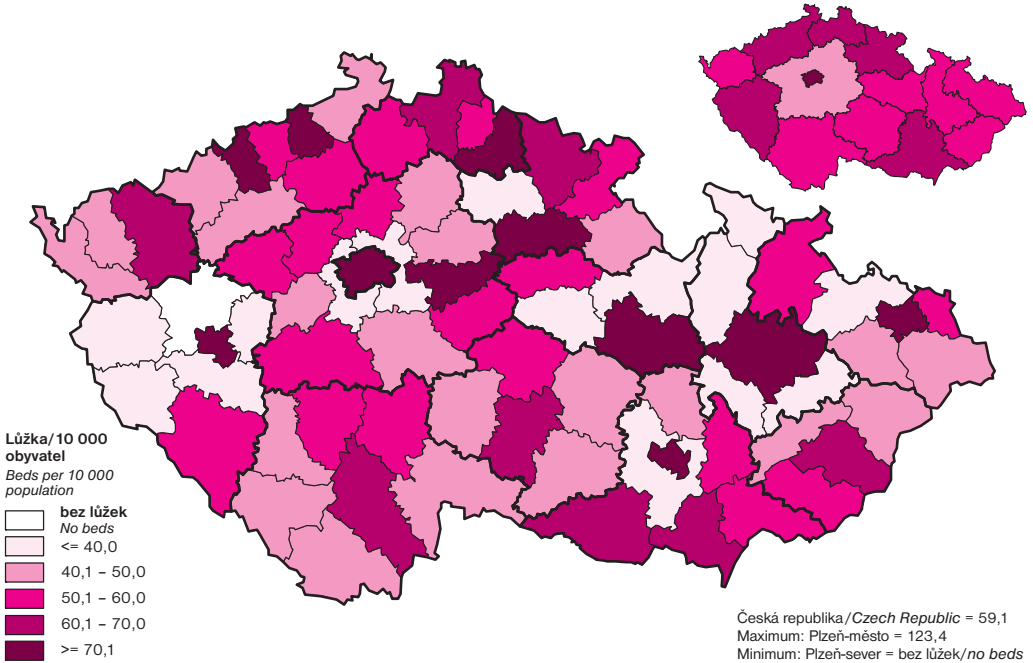 Lůžka/10 000
obyvatel
Beds per 10 000
population
bez lůžek
No beds
<= 40,0
40,1 – 50,0
50,1 – 60,0
60,1 – 70,0
>= 70,1
Česká republika/Czech Republic = 59,1
Maximum: Plzeň-město = 123,4
Minimum: Plzeň-sever = bez lůžek/no beds